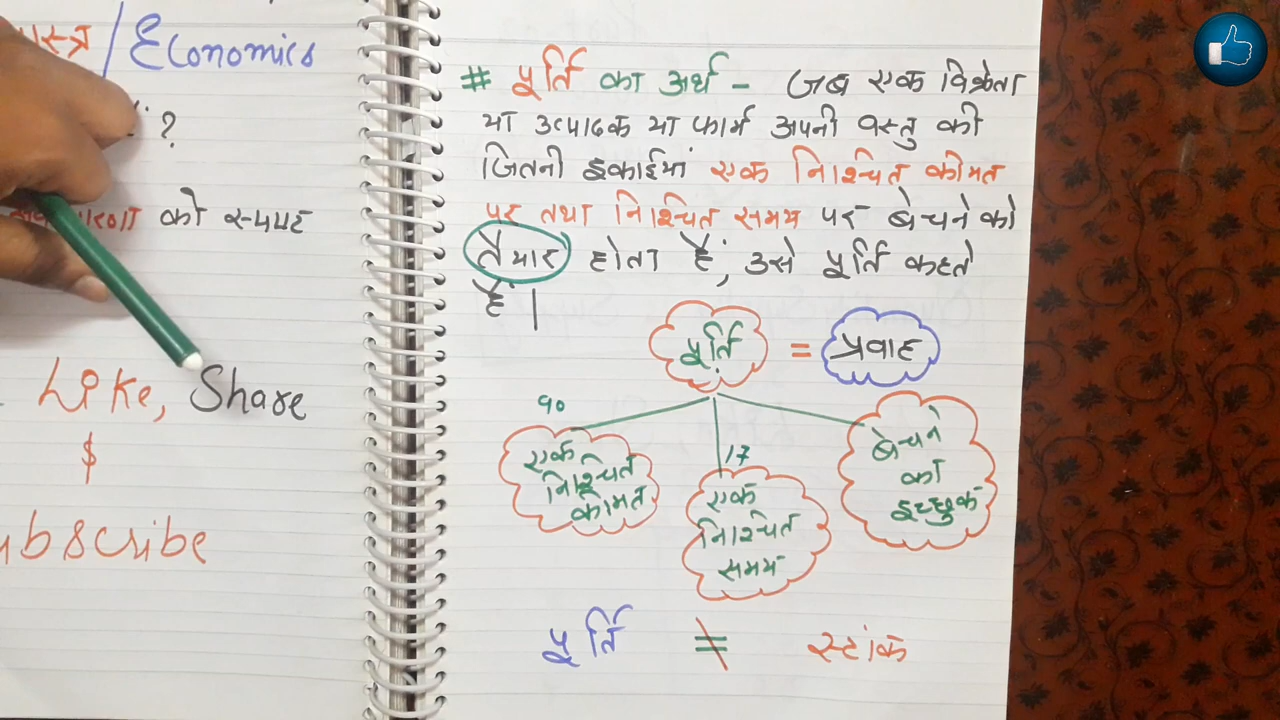 /Economics
?
को स्पष्ट
Like, Share
$
# पूर्ति का अर्थ - जब एक विक्रेता
या उत्पादक या फार्म अपनी वस्तु की
जितनी इकाईयां एक निश्चित कीमत
पर तथा निश्चित समय पर बेचने को
तैयार होता है, उसे पूर्ति कहते
हैं।
पूर्ति = प्रवाह
90
एक
निश्चित
कीमत
17
एक
निश्चित
समय
बेचने
का
इच्छुक
पूर्ति ≠ स्टांक